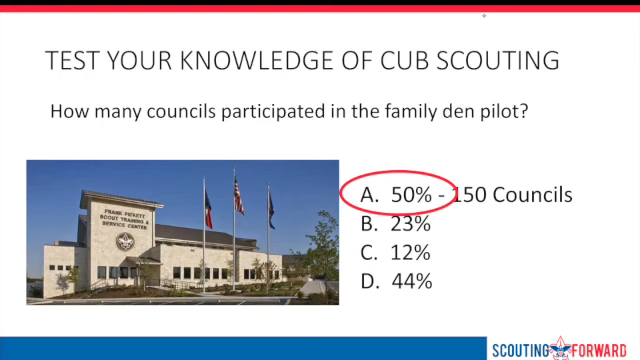 TEST YOUR KNOWLEDGE OF CUB SCOUTING
How many councils participated in the family den pilot?
FRANK PICKETT
SCOUT TRAINING &
SERVICE CENTER
A. 50% - 150 Councils
B. 23%
C. 12%
D. 44%
SCOUTING FORWARD